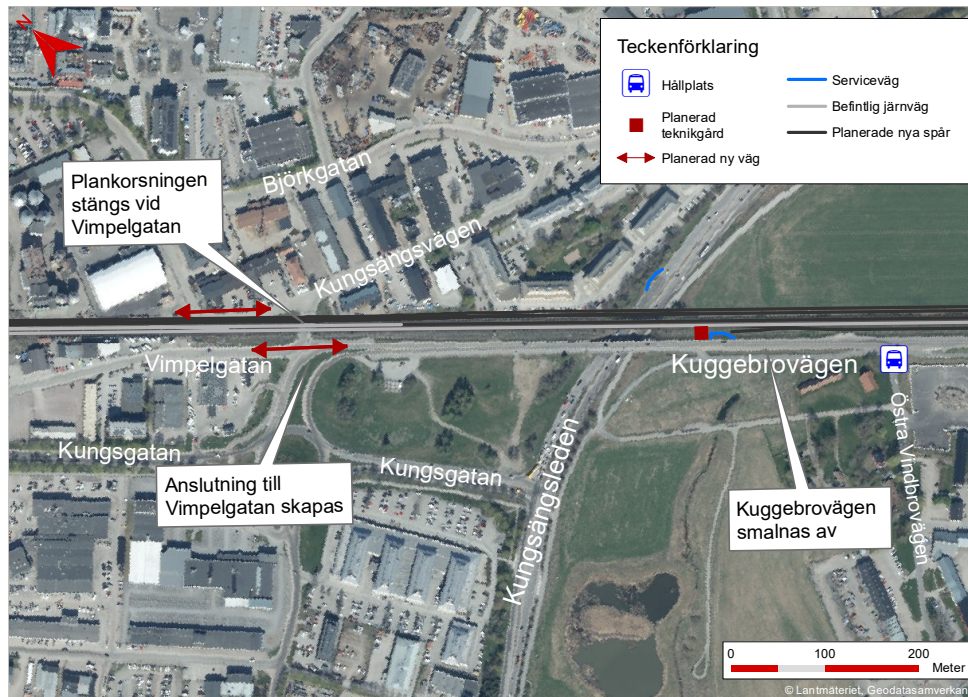 N
Teckenförklaring
Hållplats
Planerad
teknikgård
Planerad ny väg
Serviceväg
Befintlig järnväg
Planerade nya spår
Plankorsningen
stängs vid
Vimpelgatan
Björkgatan
Kungsängsvägen
Vimpelgatan
Kuggebrovägen
Kungsgatan
Kungsgatan
Anslutning till
Vimpelgatan skapas
Kungsängsleden
Östra Vindbrovägen
Kuggebrovägen
smalnas av
0 100 200
Meter
© Lantmäteriet, Geodatasamverkan